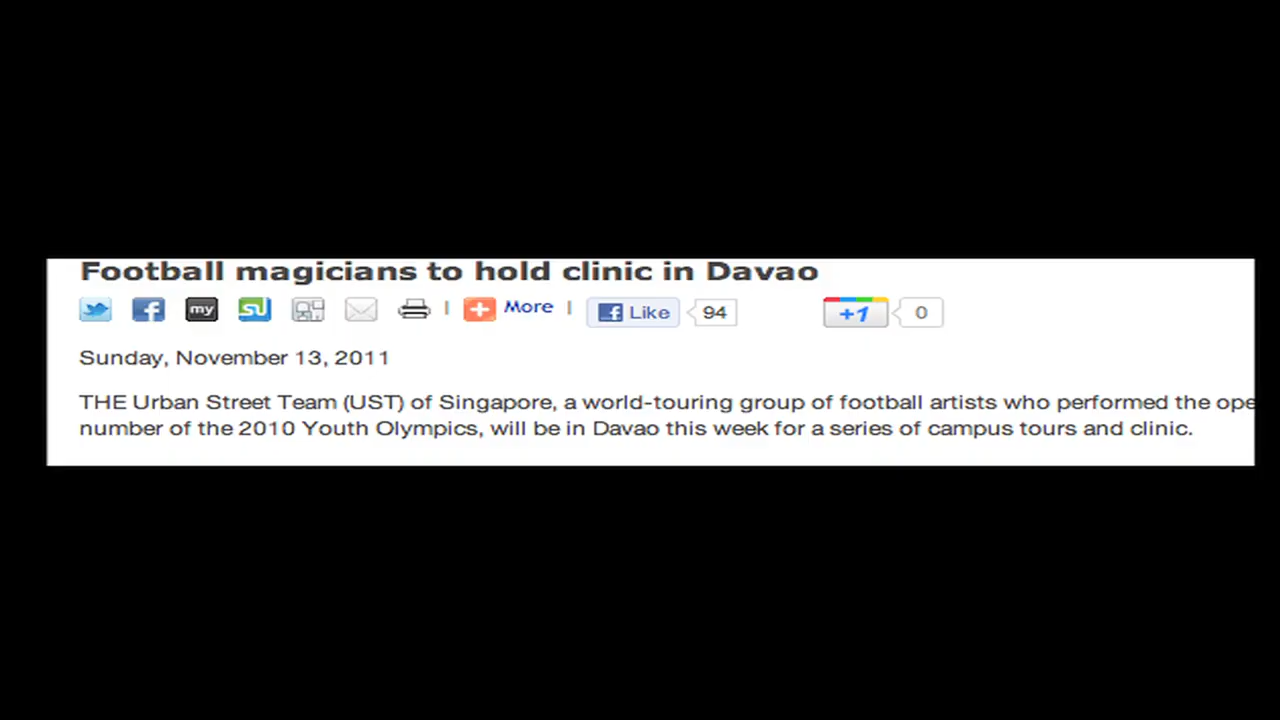 Football magicians to hold clinic in Davao
my SU | More | Like 94 +1 0
Sunday, November 13, 2011
THE Urban Street Team (UST) of Singapore, a world-touring group of football artists who performed the ope
number of the 2010 Youth Olympics, will be in Davao this week for a series of campus tours and clinic.